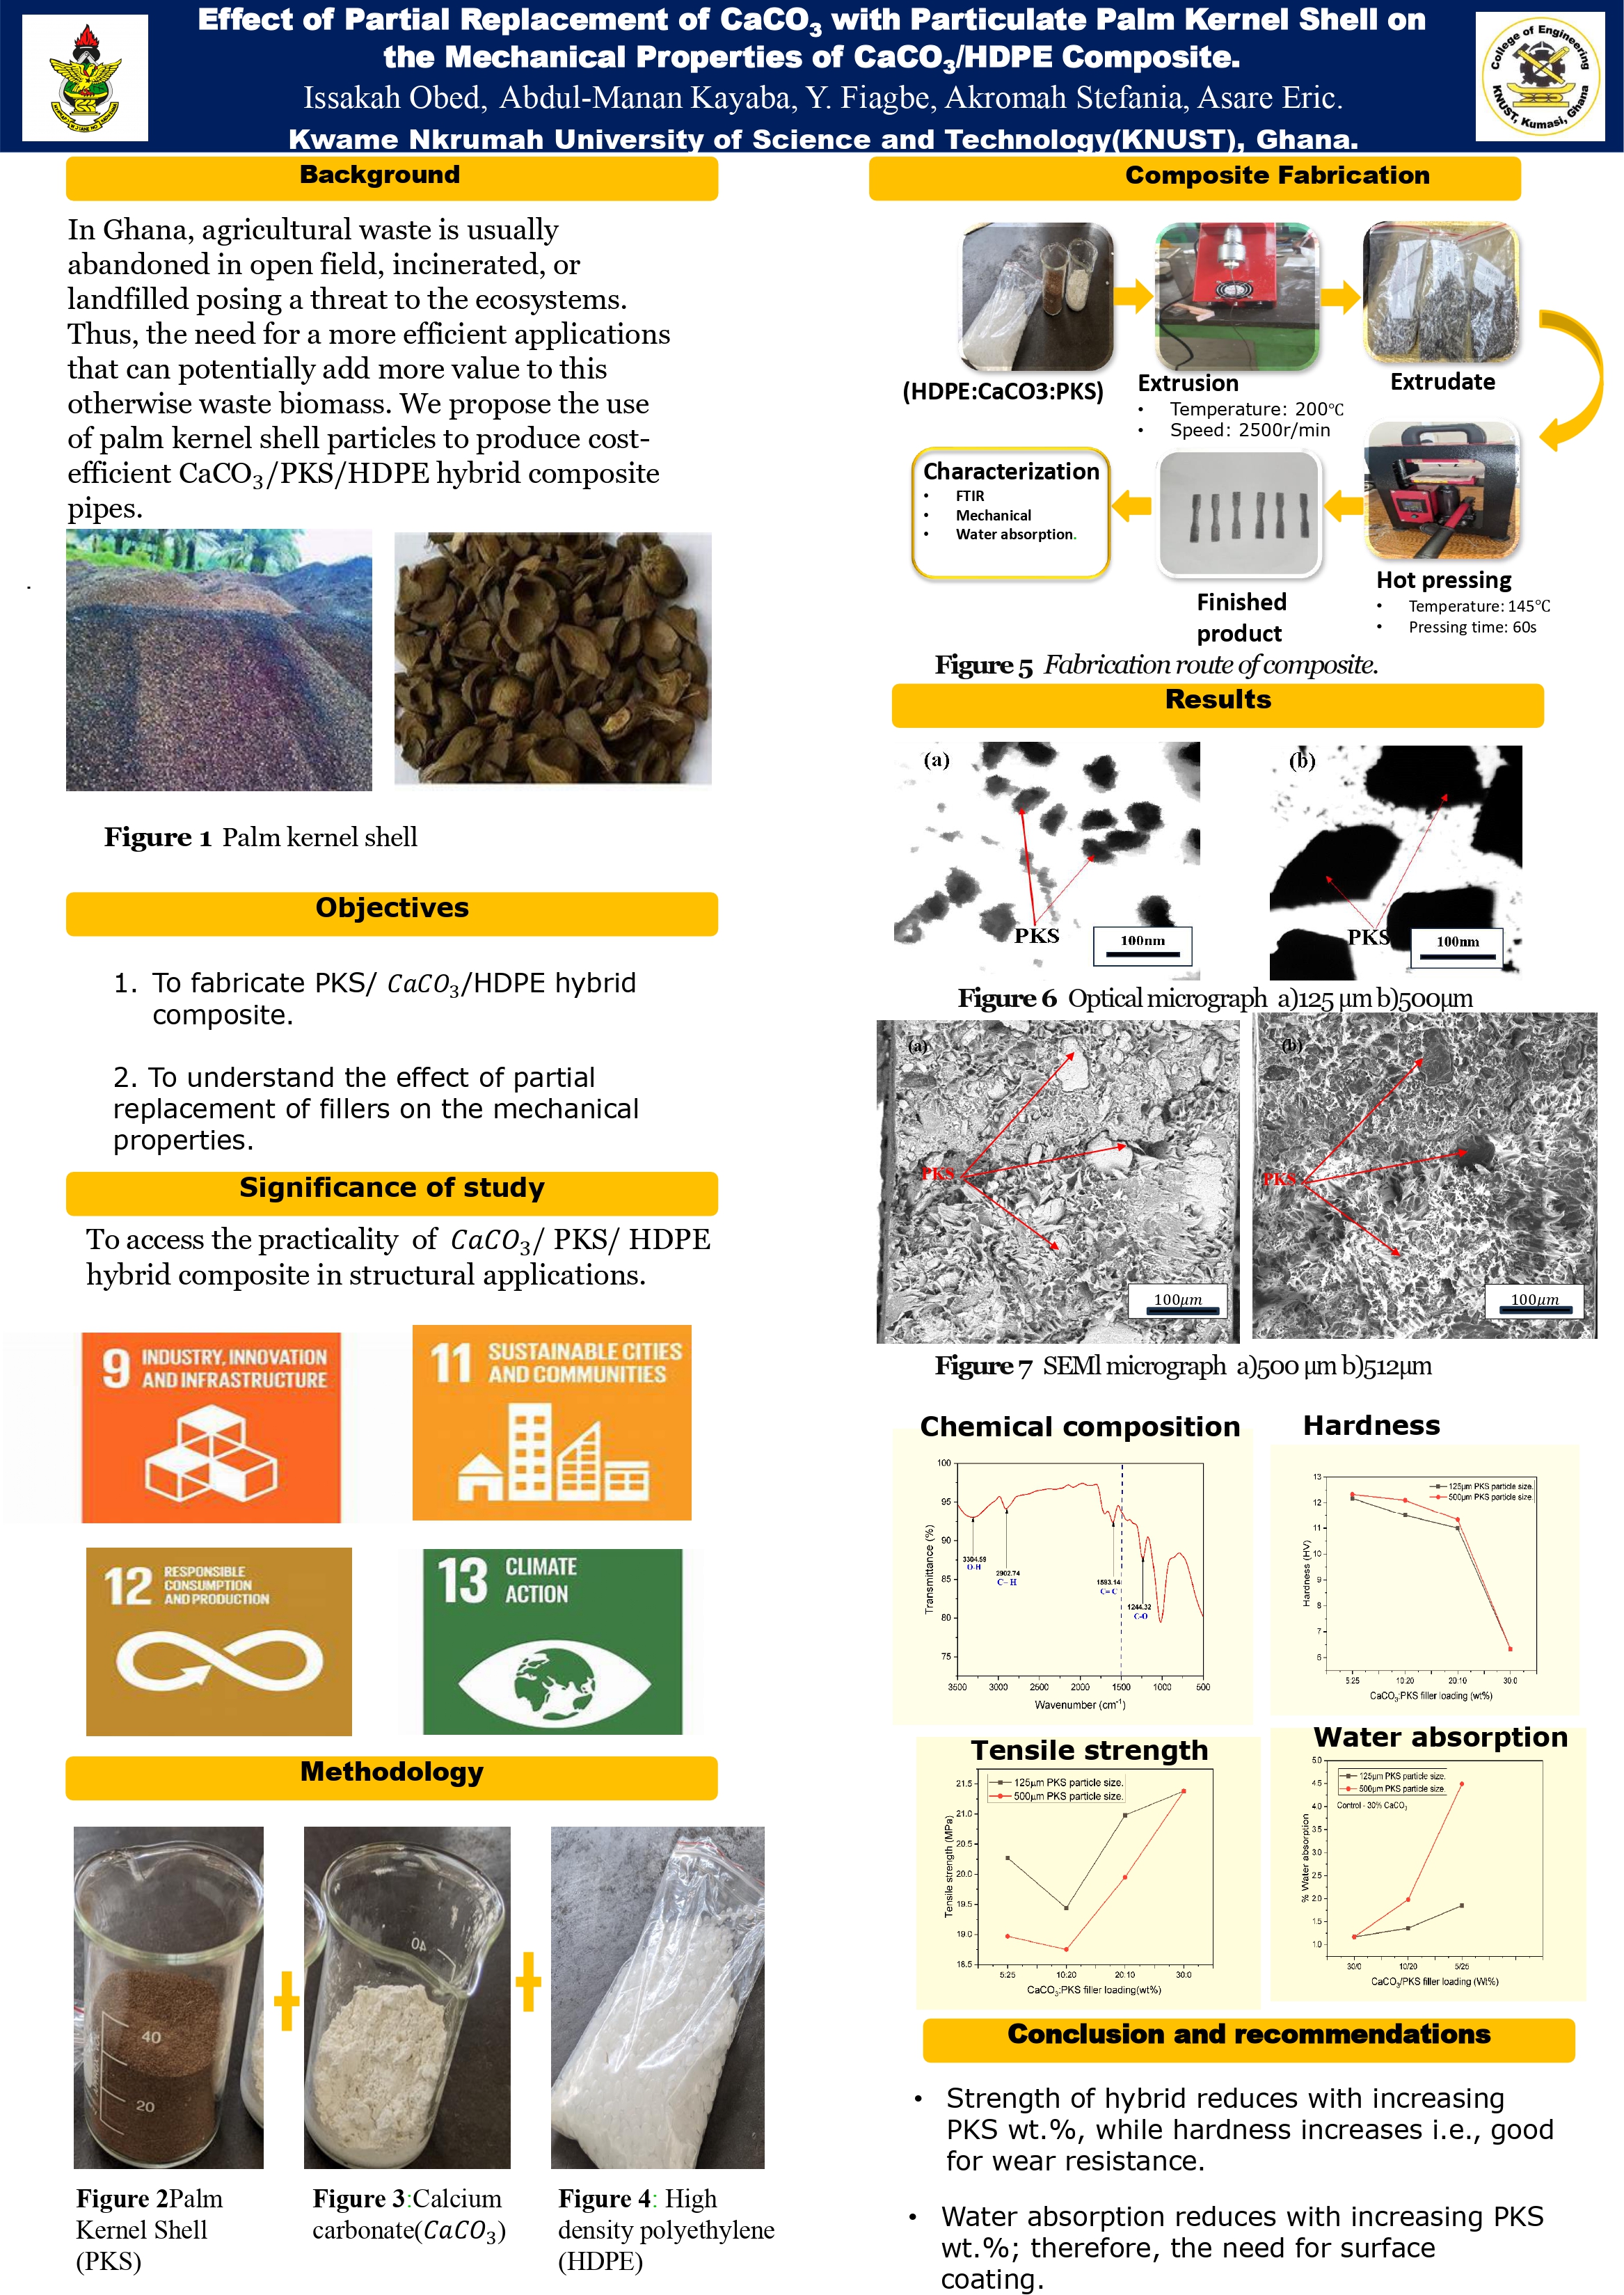 Effect of Partial Replacement of CaCO₃ with Particulate Palm Kernel Shell on
the Mechanical Properties of CaCO₃/HDPE Composite.
Issakah Obed, Abdul-Manan Kayaba, Y. Fiagbe, Akromah Stefania, Asare Eric.
Kwame Nkrumah University of Science and Technology(KNUST), Ghana.
College of Engineering
KNUST, Kumasi, Ghana
Background
In Ghana, agricultural waste is usually
abandoned in open field, incinerated, or
landfilled posing a threat to the ecosystems.
Thus, the need for a more efficient applications
that can potentially add more value to this
otherwise waste biomass. We propose the use
of palm kernel shell particles to produce cost-
efficient CaCO₃/PKS/HDPE hybrid composite
pipes.
.
Figure 1 Palm kernel shell
Objectives
1. To fabricate PKS/ CaCO₃/HDPE hybrid
composite.
2. To understand the effect of partial
replacement of fillers on the mechanical
properties.
Significance of study
To access the practicality of CaCO₃/ PKS/ HDPE
hybrid composite in structural applications.
9 INDUSTRY, INNOVATION
AND INFRASTRUCTURE
11 SUSTAINABLE CITIES
AND COMMUNITIES
12 RESPONSIBLE
CONSUMPTION
AND PRODUCTION
13 CLIMATE
ACTION
Methodology
40
20
40
Figure 2Palm
Kernel Shell
(PKS)
Figure 3:Calcium
carbonate(CaCO₃)
Figure 4: High
density polyethylene
(HDPE)
Composite Fabrication
(HDPE:CaCO3:PKS)
Extrusion
• Temperature: 200℃
• Speed: 2500r/min
Extrudate
Characterization
• FTIR
• Mechanical
• Water absorption.
Finished
product
Hot pressing
• Temperature: 145℃
• Pressing time: 60s
Figure 5 Fabrication route of composite.
Results
(a)
PKS
100nm
(b)
PKS
100nm
Figure 6 Optical micrograph a)125 µm b)500µm
(a)
PKS
100µm
(b)
PKS
100µm
Figure 7 SEMl micrograph a)500 µm b)512µm
Chemical composition
100
95
90
85
80
75
Transmittance (%)
3304.59
O-H
2902.74
C– H
1593.14
C= C
1244.32
C-O
3500 3000 2500 2000 1500 1000 500
Wavenumber (cm⁻¹)
Hardness
125µm PKS particle size.
500µm PKS particle size.
13
12
11
10
9
8
7
6
Hardness (HV)
5:25 10:20 20:10 30:0
CaCO₃:PKS filler loading (wt%)
Tensile strength
125µm PKS particle size.
500µm PKS particle size.
21.5
21.0
20.5
20.0
19.5
19.0
18.5
Tensile strength (MPa)
5:25 10:20 20:10 30:0
CaCO₃:PKS filler loading(wt%)
Water absorption
125µm PKS particle size.
500µm PKS particle size.
Control - 30% CaCO₃
5.0
4.5
4.0
3.5
3.0
2.5
2.0
1.5
1.0
% Water absorption
30/0 10/20 5/25
CaCO₃/PKS filler loading (Wt%)
Conclusion and recommendations
• Strength of hybrid reduces with increasing
PKS wt.%, while hardness increases i.e., good
for wear resistance.
• Water absorption reduces with increasing PKS
wt.%; therefore, the need for surface
coating.